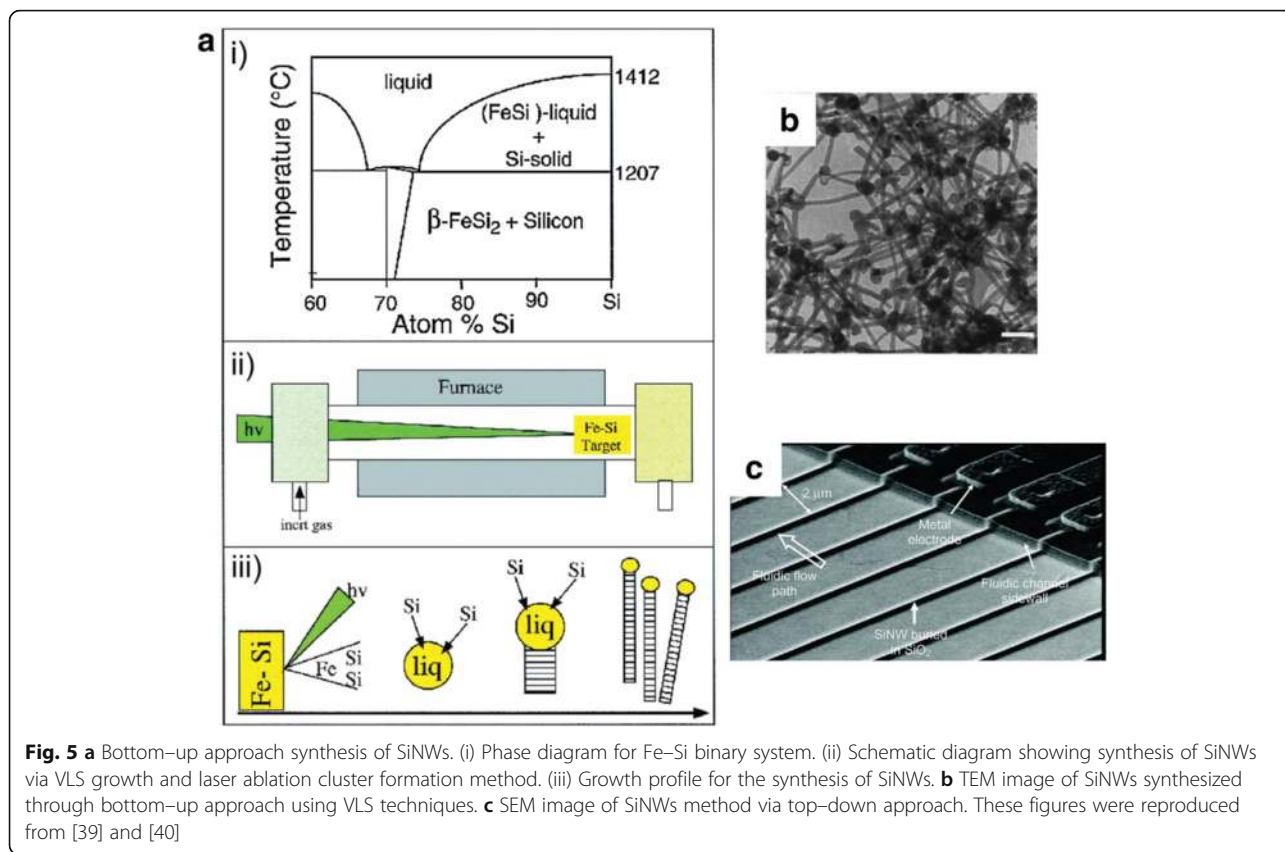 a
i)
Temperature (°C)
liquid
1412
(FeSi )-liquid
+
Si-solid
1207
β-FeSi2 + Silicon
60
70
80
90
Si
Atom % Si
ii)
Furnace
hv
Fe-Si
Target
inert gas
iii)
Fe- Si
hv
Si
Fe
Si
Si
Si
liq
Si
Si
liq
b
c
2 μm
Metal
electrode
Fluidic flow
path
Fluidic channel
sidewall
SiNW buried
in SiO2
Fig. 5 a Bottom–up approach synthesis of SiNWs. (i) Phase diagram for Fe–Si binary system. (ii) Schematic diagram showing synthesis of SiNWs
via VLS growth and laser ablation cluster formation method. (iii) Growth profile for the synthesis of SiNWs. b TEM image of SiNWs synthesized
through bottom–up approach using VLS techniques. c SEM image of SiNWs method via top–down approach. These figures were reproduced
from [39] and [40]